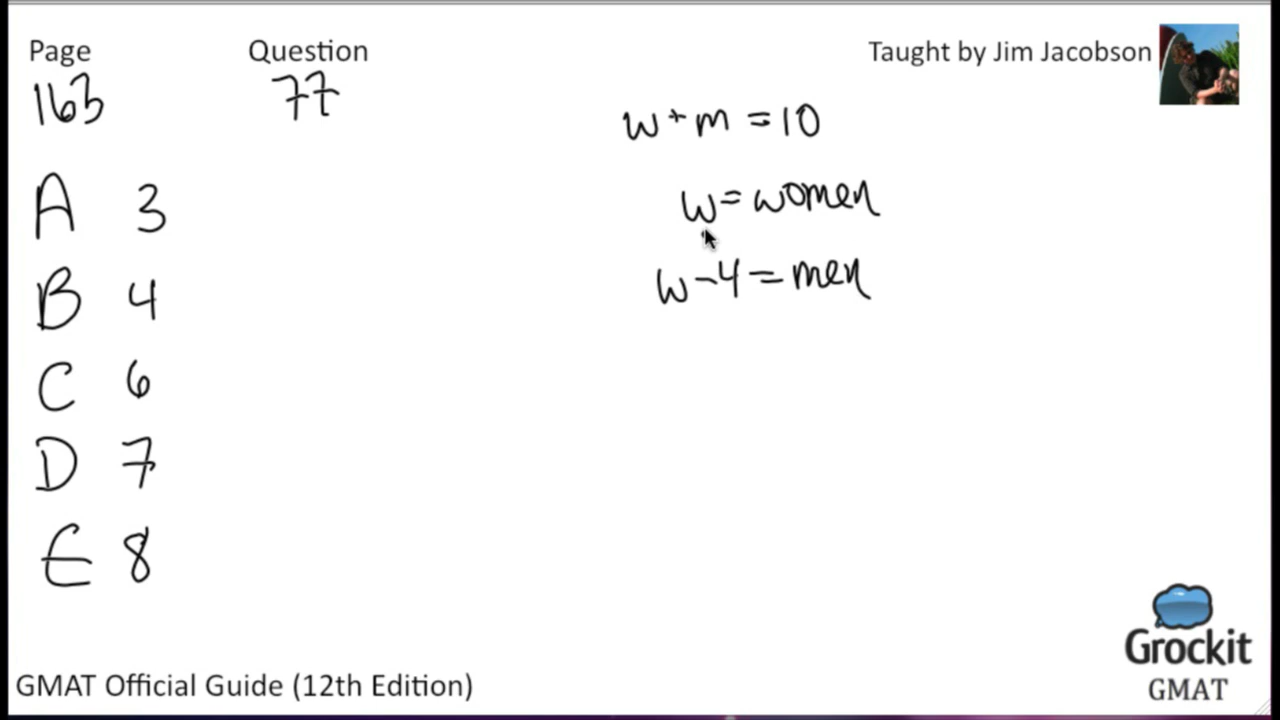 Page Question Taught by Jim Jacobson
163 77
w + m = 10
A 3
w = women
B 4
w - 4 = men
C 6
D 7
E 8
Grockit
GMAT
GMAT Official Guide (12th Edition)